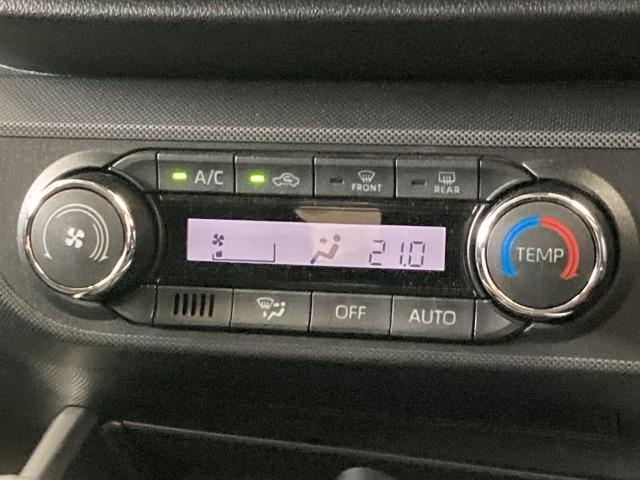 A/C
FRONT
REAR
21.0
TEMP
OFF
AUTO